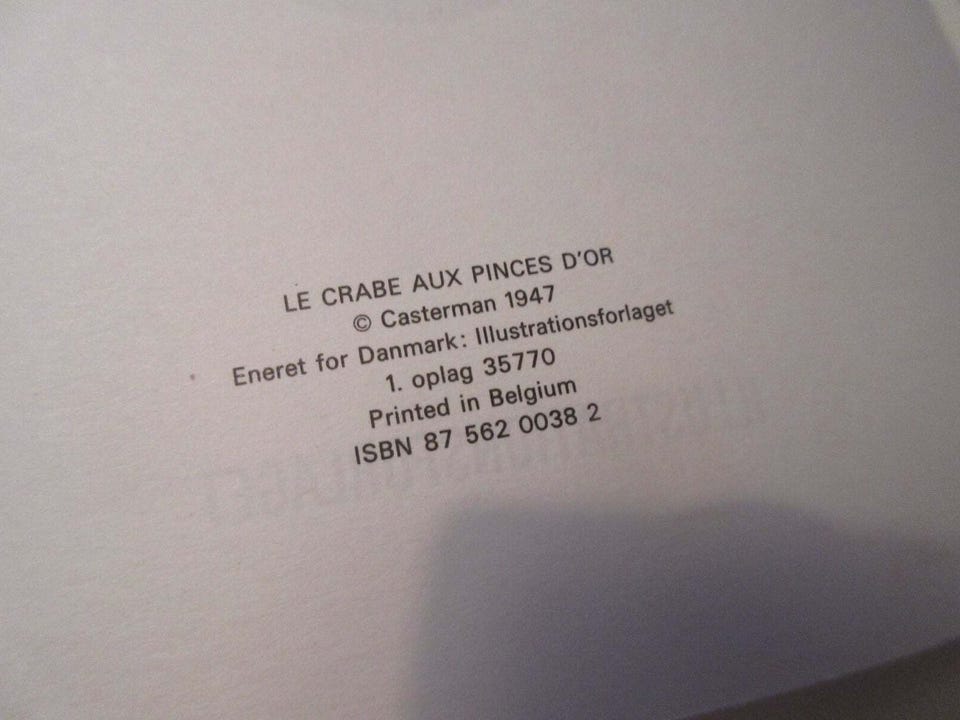 LE CRABE AUX PINCES D'OR
© Casterman 1947
Eneret for Danmark: Illustrationsforlaget
1. oplag 35770
Printed in Belgium
ISBN 87 562 0038 2